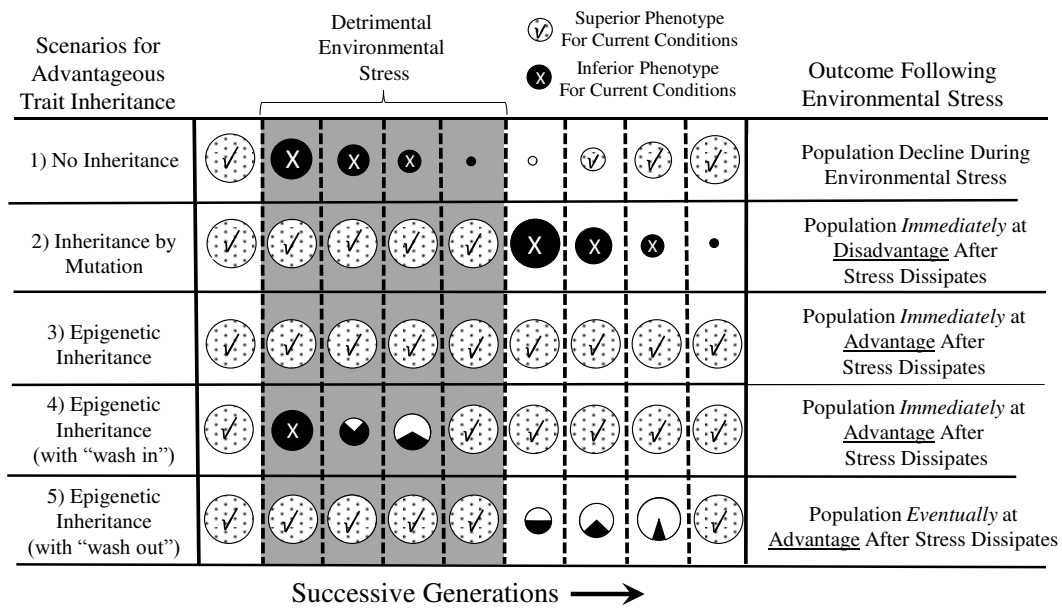 Scenarios for
Advantageous
Trait Inheritance
Detrimental
Environmental
Stress
√ Superior Phenotype
For Current Conditions
X Inferior Phenotype
For Current Conditions
Outcome Following
Environmental Stress
1) No Inheritance
√ X X X √ √ √
Population Decline During
Environmental Stress
2) Inheritance by
Mutation
√ √ √ √ √ X X X
Population Immediately at
Disadvantage After
Stress Dissipates
3) Epigenetic
Inheritance
√ √ √ √ √ √ √ √ √
Population Immediately at
Advantage After
Stress Dissipates
4) Epigenetic
Inheritance
(with “wash in”)
√ X √ √ √ √ √
Population Immediately at
Advantage After
Stress Dissipates
5) Epigenetic
Inheritance
(with “wash out”)
√ √ √ √ √ √
Population Eventually at
Advantage After Stress Dissipates
Successive Generations